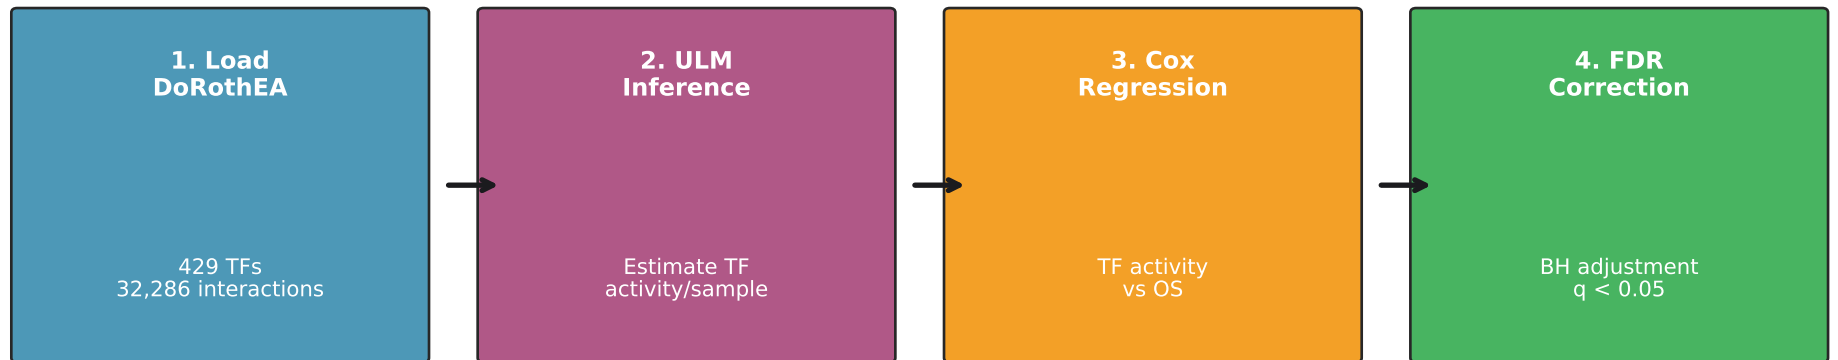 1. Load
DoRothEA
429 TFs
32,286 interactions
2. ULM
Inference
Estimate TF
activity/sample
3. Cox
Regression
TF activity
vs OS
4. FDR
Correction
BH adjustment
q < 0.05